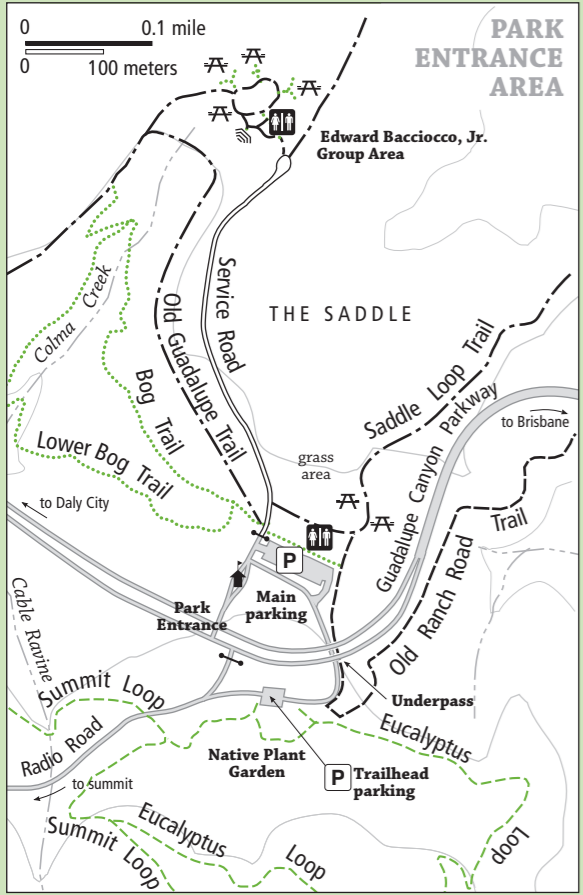 0 0.1 mile
0 100 meters
PARK
ENTRANCE
AREA
Edward Bacciocco, Jr.
Group Area
Service Road
Old Guadalupe Trail
THE SADDLE
Colma Creek
Bog Trail
Lower Bog Trail
Saddle Loop Trail
Guadalupe Canyon Parkway
to Brisbane
grass
area
to Daly City
P
Main
parking
Park
Entrance
Old Ranch Road Trail
Cable Ravine
Underpass
Summit Loop
Radio Road
to summit
Native Plant
Garden
P Trailhead
parking
Eucalyptus Loop
Eucalyptus Loop
Summit Loop